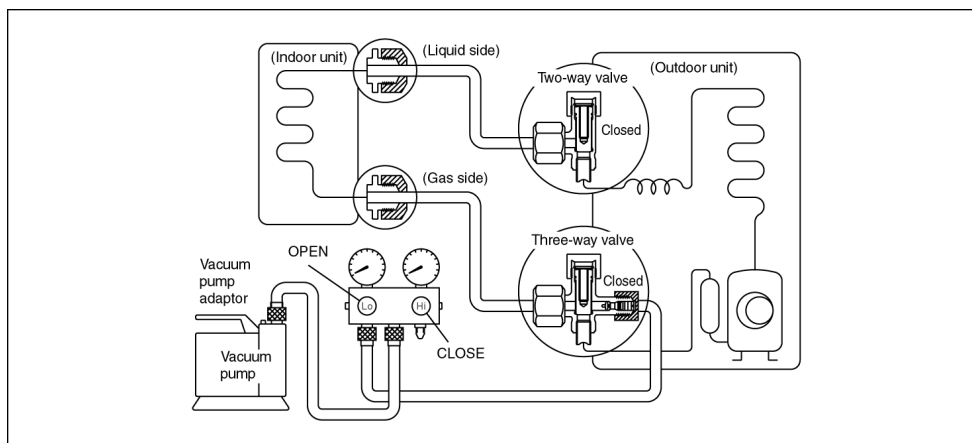 (Indoor unit)
(Liquid side)
Two-way valve
(Outdoor unit)
Closed
(Gas side)
Three-way valve
Closed
OPEN
Vacuum
pump
adaptor
Lo
Hi
CLOSE
Vacuum
pump